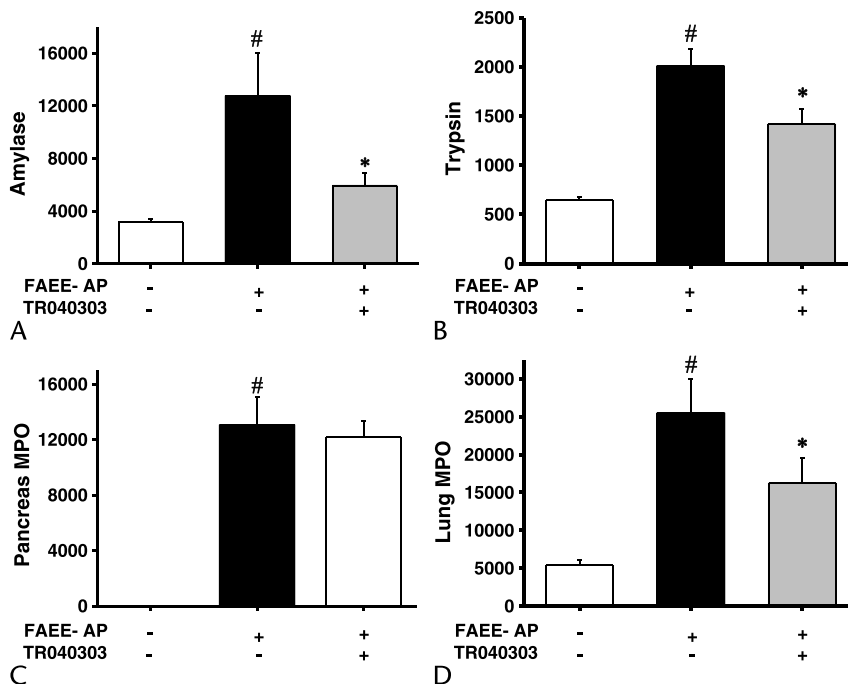 #
16000
12000
8000
4000
0
Amylase
*
FAEE- AP - + +
TR040303 - - +
A
#
2500
2000
1500
1000
500
0
Trypsin
*
FAEE- AP - + +
TR040303 - - +
B
#
16000
12000
8000
4000
0
Pancreas MPO
FAEE- AP - + +
TR040303 - - +
C
#
30000
25000
20000
15000
10000
5000
0
Lung MPO
*
FAEE- AP - + +
TR040303 - - +
D